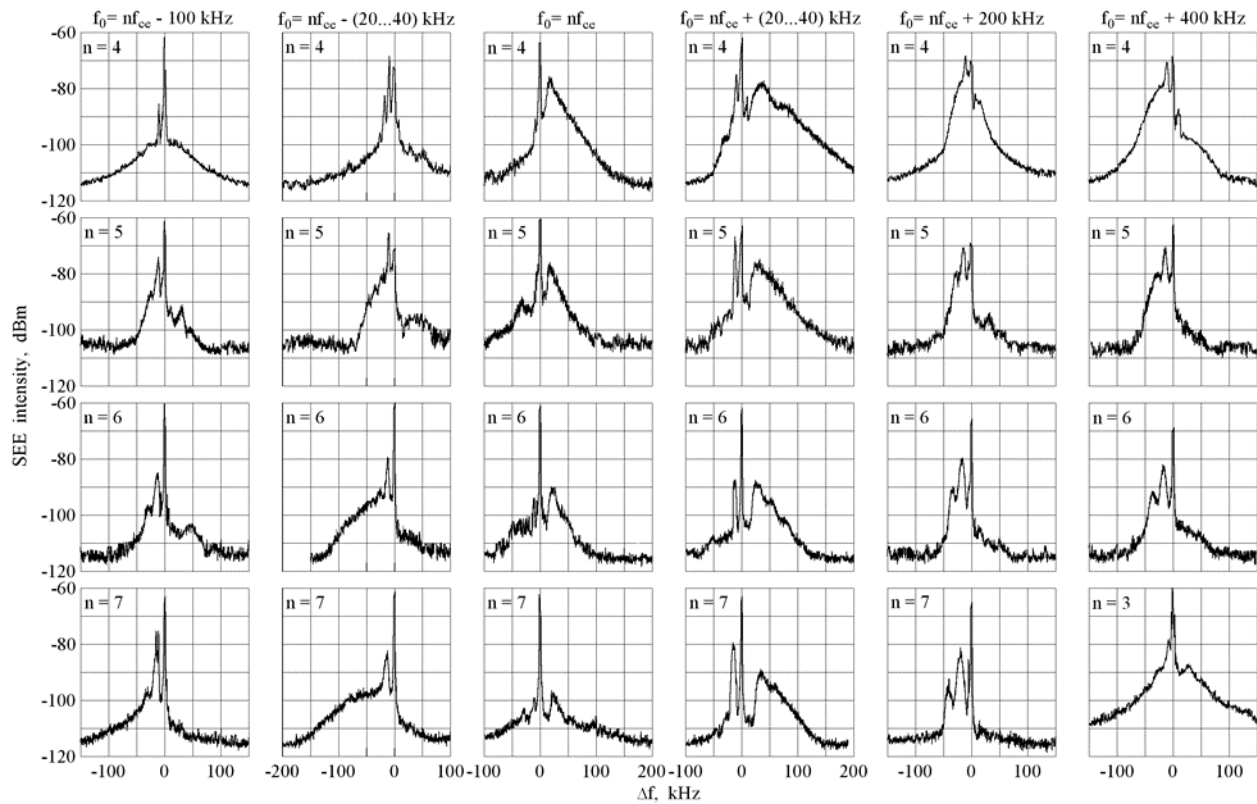 f0= nfce - 100 kHz f0= nfce - (20...40) kHz f0= nfce f0= nfce + (20...40) kHz f0= nfce + 200 kHz f0= nfce + 400 kHz
-60
n = 4 n = 4 n = 4 n = 4 n = 4 n = 4
-80
-100
-120
-60
n = 5 n = 5 n = 5 n = 5 n = 5 n = 5
-80
-100
-120
SEE intensity, dBm
-60
n = 6 n = 6 n = 6 n = 6 n = 6 n = 6
-80
-100
-120
-60
n = 7 n = 7 n = 7 n = 7 n = 7 n = 3
-80
-100
-120
-100 0 100 -200 -100 0 100 -100 0 100 200 -100 0 100 200 -100 0 100 -100 0 100
Δf, kHz